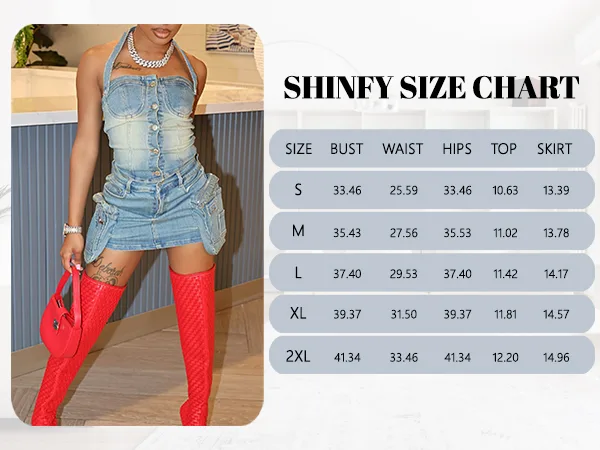 SHINFY SIZE CHART
SIZE BUST WAIST HIPS TOP SKIRT
S 33.46 25.59 33.46 10.63 13.39
M 35.43 27.56 35.53 11.02 13.78
L 37.40 29.53 37.40 11.42 14.17
XL 39.37 31.50 39.37 11.81 14.57
2XL 41.34 33.46 41.34 12.20 14.96